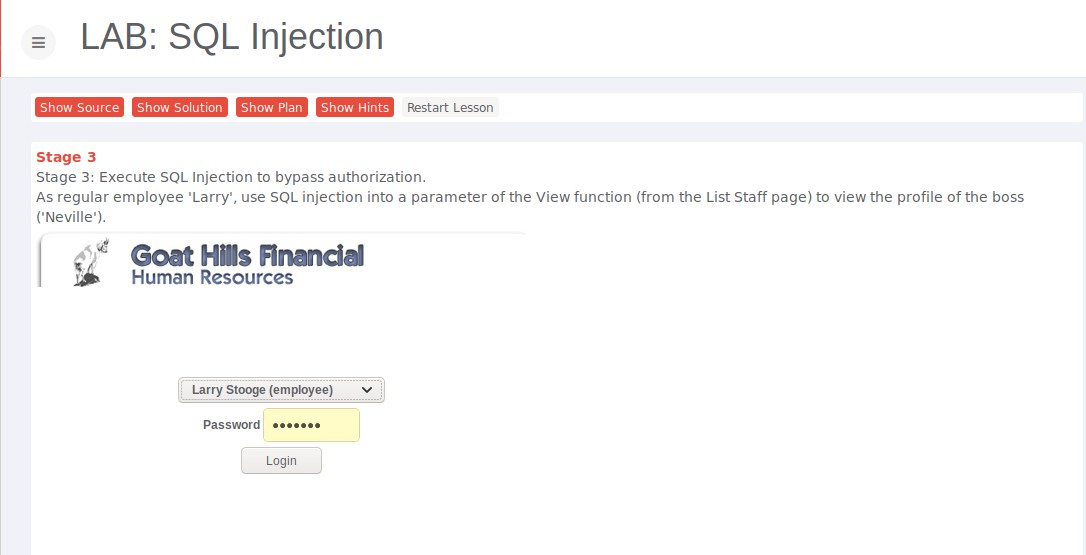 LAB: SQL Injection
Show Source Show Solution Show Plan Show Hints Restart Lesson
Stage 3
Stage 3: Execute SQL Injection to bypass authorization.
As regular employee 'Larry', use SQL injection into a parameter of the View function (from the List Staff page) to view the profile of the boss
('Neville').
Goat Hills Financial
Human Resources
Larry Stooge (employee)
Password
Login